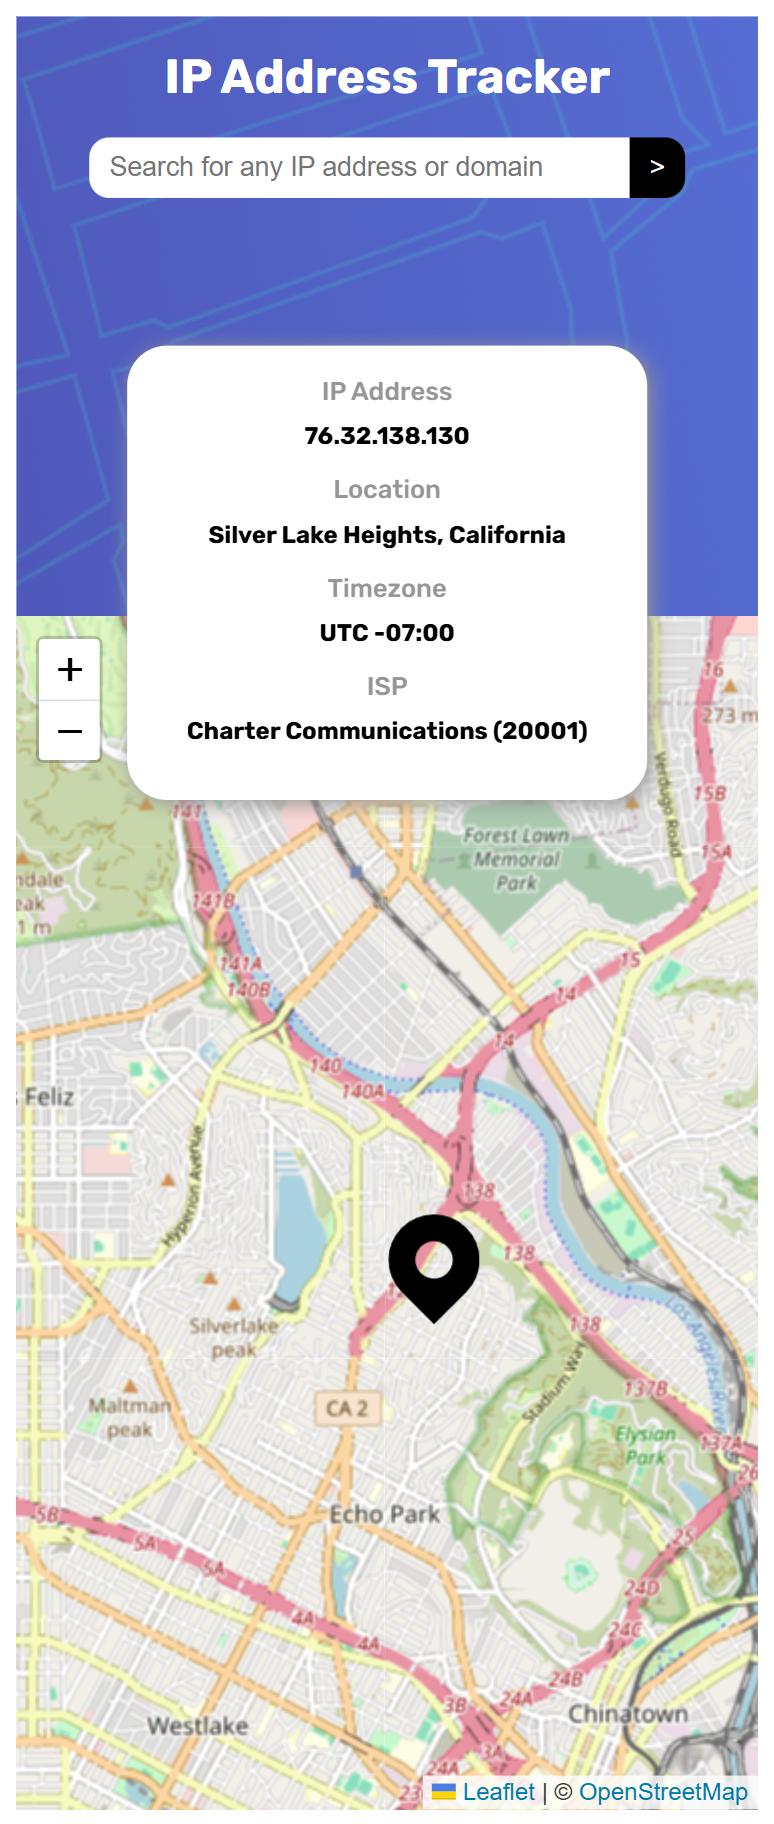 IP Address Tracker
Search for any IP address or domain
>
IP Address
76.32.138.130
Location
Silver Lake Heights, California
Timezone
UTC -07:00
ISP
Charter Communications (20001)
+
−
16
273 m
15B
Verdugo Road
15A
141
Forest Lawn
Memorial
Park
ndale
eak
1 m
141B
141A
140B
15
14
14
140
140A
Feliz
Hyperion Avenue
138
138
Silverlake
peak
138
Los Angeles River
Stadium Way
Maltman
peak
CA 2
137B
Elysian
Park
137A
26
5B
Echo Park
5A
25
5A
24D
4A
24C
4A
24B
24A
3B
Chinatown
Westlake
3A
24A
23
Leaflet | © OpenStreetMap